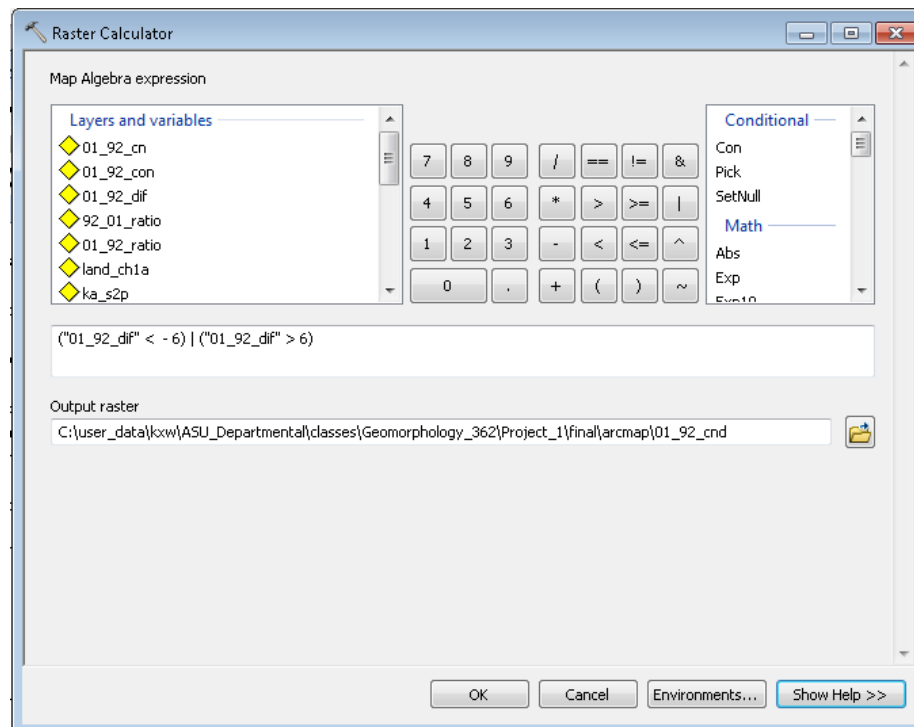 Raster Calculator
Map Algebra expression
Layers and variables
01_92_cn
01_92_con
01_92_dif
92_01_ratio
01_92_ratio
land_ch1a
ka_s2p
7 8 9 / == != &
4 5 6 * > >= |
1 2 3 - < <= ^
0 . + ( ) ~
Conditional
Con
Pick
SetNull
Math
Abs
Exp
Exp10
("01_92_dif" < - 6) | ("01_92_dif" > 6)
Output raster
C:\user_data\kxw\ASU_Departmental\classes\Geomorphology_362\Project_1\final\arcmap\01_92_cnd
OK Cancel Environments... Show Help >>